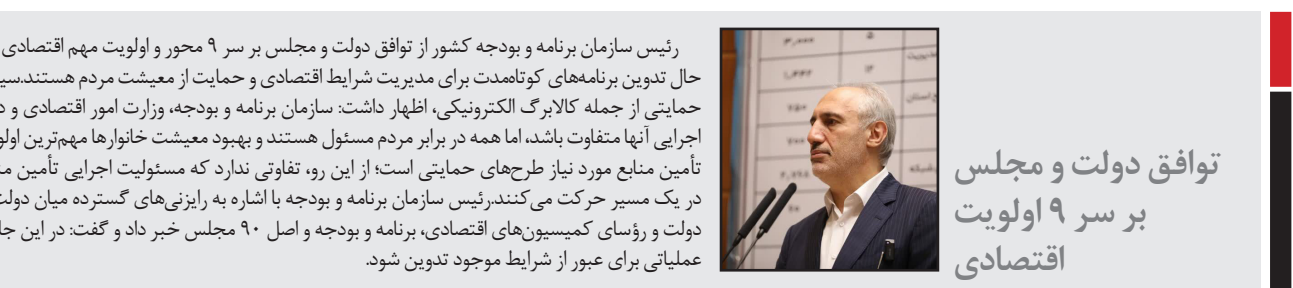 توافق دولت و مجلس
بر سر ۹ اولویت
اقتصادی
رئیس سازمان برنامه و بودجه کشور از توافق دولت و مجلس بر سر ۹ محور و اولویت مهم اقتصادی
حال تدوین برنامه‌های کوتاه‌مدت برای مدیریت شرایط اقتصادی و حمایت از معیشت مردم هستند.سی
حمایتی از جمله کالابرگ الکترونیکی، اظهار داشت: سازمان برنامه و بودجه، وزارت امور اقتصادی و د
اجرایی آنها متفاوت باشد، اما همه در برابر مردم مسئول هستند و بهبود معیشت خانوارها مهم‌ترین اولو
تأمین منابع مورد نیاز طرح‌های حمایتی است؛ از این رو، تفاوتی ندارد که مسئولیت اجرایی تأمین م
در یک مسیر حرکت می‌کنند.رئیس سازمان برنامه و بودجه با اشاره به رایزنی‌های گسترده میان دولت
دولت و رؤسای کمیسیون‌های اقتصادی، برنامه و بودجه و اصل ۹۰ مجلس خبر داد و گفت: در این جل
عملیاتی برای عبور از شرایط موجود تدوین شود.